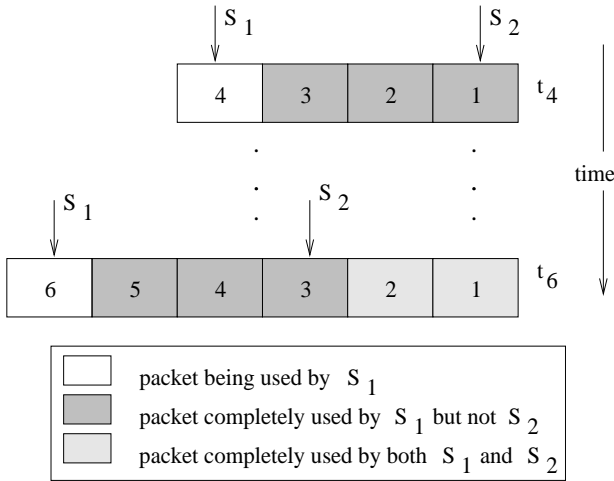 S 1 S 2
4 3 2 1 t 4
time
S 1 S 2
6 5 4 3 2 1 t 6
packet being used by S 1
packet completely used by S 1 but not S 2
packet completely used by both S 1 and S 2